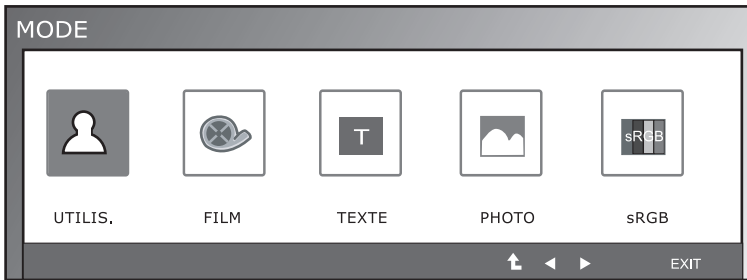 MODE
T
sRGB
UTILIS.
FILM
TEXTE
PHOTO
sRGB
EXIT